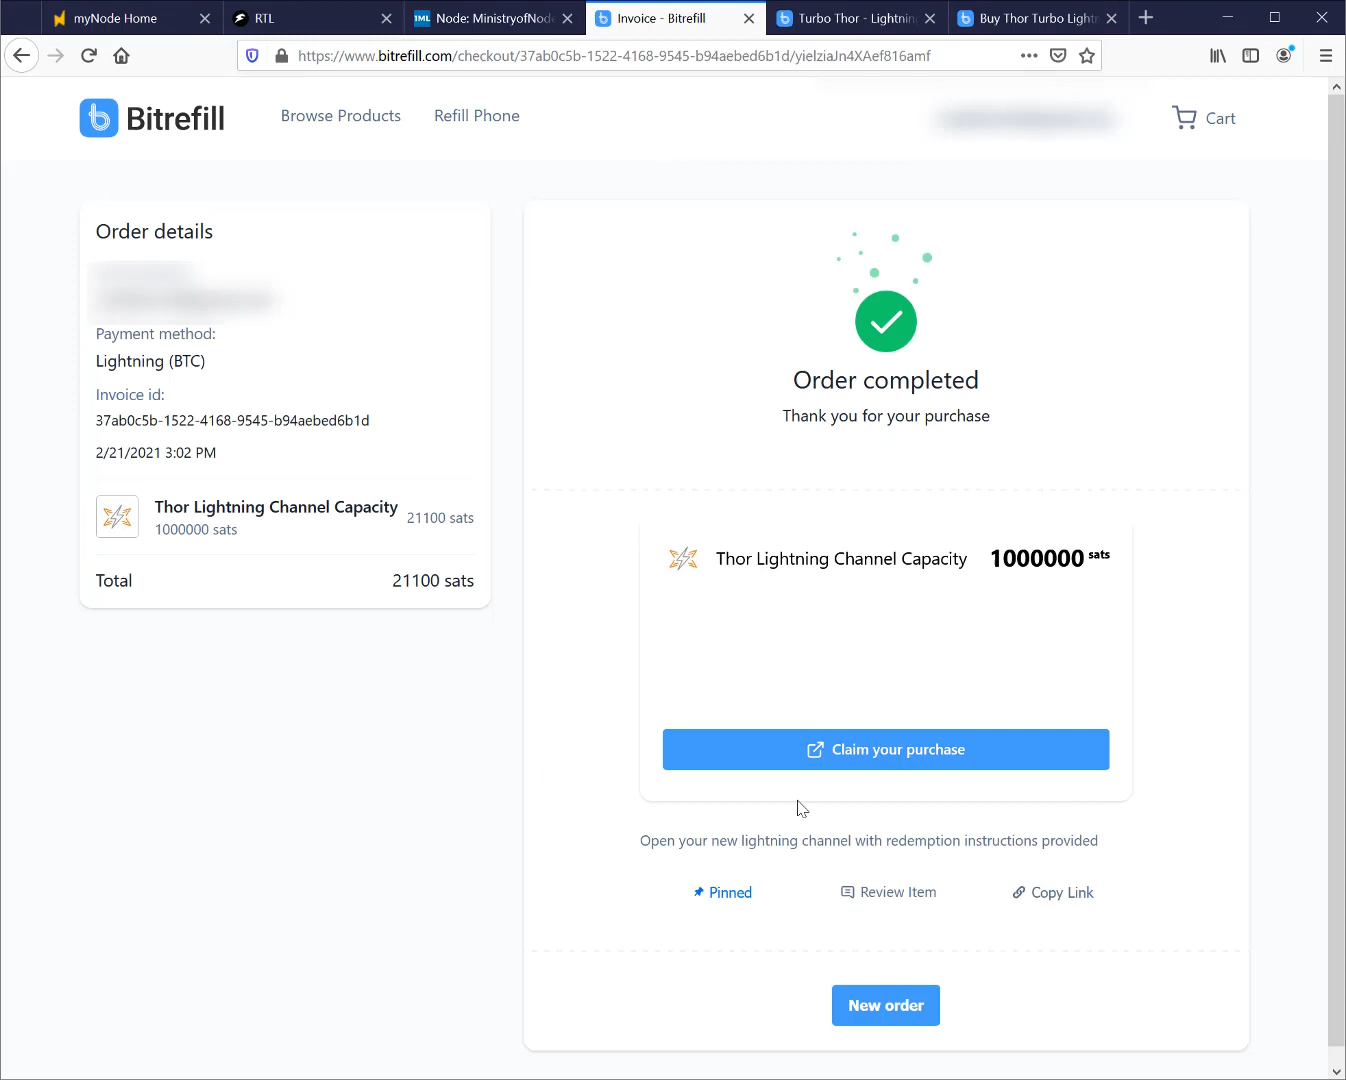 myNode Home
RTL
Node: MinistryofNode
Invoice - Bitrefill
Turbo Thor - Lightnin
Buy Thor Turbo Light
https://www.bitrefill.com/checkout/37ab0c5b-1522-4168-9545-b94aebed6b1d/yielziaJn4XAef816amf
Bitrefill
Browse Products
Refill Phone
Cart
Order details
Payment method:
Lightning (BTC)
Invoice id:
37ab0c5b-1522-4168-9545-b94aebed6b1d
2/21/2021 3:02 PM
Thor Lightning Channel Capacity
1000000 sats
21100 sats
Total
21100 sats
Order completed
Thank you for your purchase
Thor Lightning Channel Capacity
1000000 sats
Claim your purchase
Open your new lightning channel with redemption instructions provided
Pinned
Review Item
Copy Link
New order